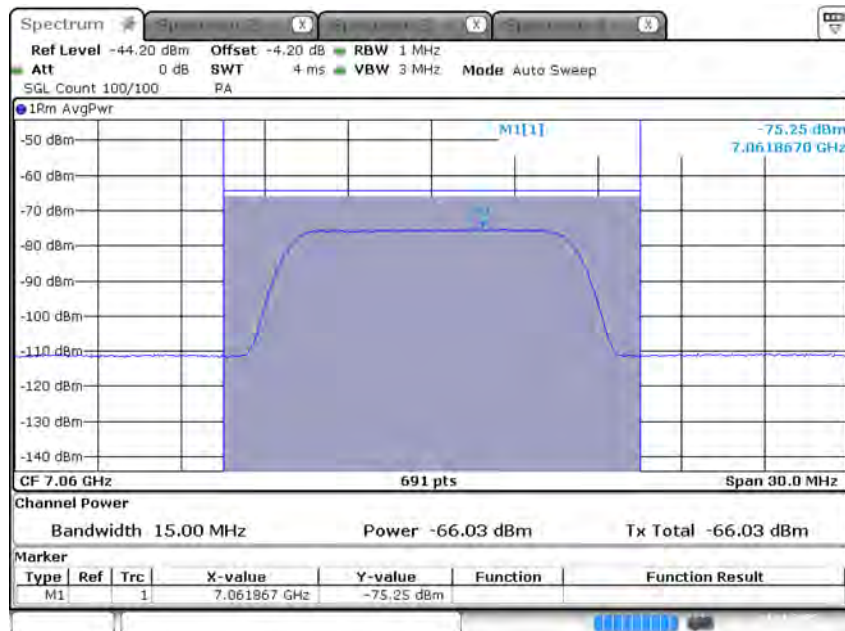 Spectrum X X X
Ref Level -44.20 dBm Offset -4.20 dB RBW 1 MHz
Att 0 dB SWT 4 ms VBW 3 MHz Mode Auto Sweep
SGL Count 100/100 PA
1Rm AvgPwr
M1[1] -75.25 dBm
7.0618670 GHz
-50 dBm
-60 dBm
-70 dBm
-80 dBm
-90 dBm
-100 dBm
-110 dBm
-120 dBm
-130 dBm
-140 dBm
CF 7.06 GHz 691 pts Span 30.0 MHz
Channel Power
Bandwidth 15.00 MHz Power -66.03 dBm Tx Total -66.03 dBm
Marker
Type Ref Trc X-value Y-value Function Function Result
M1 1 7.061867 GHz -75.25 dBm